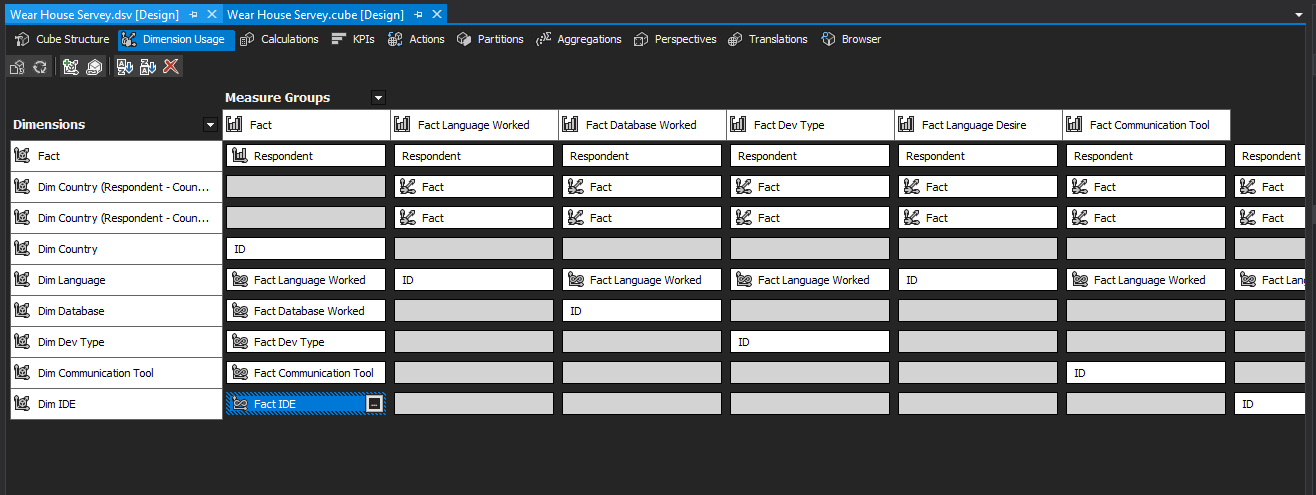 Wear House Servey.dsv [Design] Wear House Servey.cube [Design]
Cube Structure Dimension Usage Calculations KPIs Actions Partitions Aggregations Perspectives Translations Browser
Measure Groups
Dimensions Fact Fact Language Worked Fact Database Worked Fact Dev Type Fact Language Desire Fact Communication Tool
Fact Respondent Respondent Respondent Respondent Respondent Respondent Respondent
Dim Country (Respondent - Coun... Fact Fact Fact Fact Fact
Dim Country (Respondent - Coun... Fact Fact Fact Fact Fact
Dim Country ID
Dim Language Fact Language Worked ID Fact Language Worked Fact Language Worked ID Fact Language Worked Fact Lang
Dim Database Fact Database Worked ID
Dim Dev Type Fact Dev Type ID
Dim Communication Tool Fact Communication Tool ID
Dim IDE Fact IDE ... ID